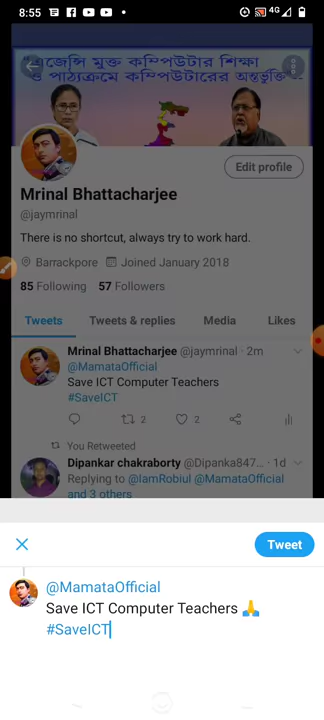 8:55
4G
এজেন্সি মুক্ত কম্পিউটার শিক্ষা
ও পাঠ্যক্রমে কম্পিউটারের অন্তর্ভুক্তি
Edit profile
Mrinal Bhattacharjee
@jaymrinal
There is no shortcut, always try to work hard.
Barrackpore Joined January 2018
85 Following 57 Followers
Tweets Tweets & replies Media Likes
Mrinal Bhattacharjee @jaymrinal · 2m
@MamataOfficial
Save ICT Computer Teachers
#SaveICT
2 2
You Retweeted
Dipankar chakraborty @Dipanka847... · 1d
Replying to @IamRobiul @MamataOfficial
and 3 others
Tweet
@MamataOfficial
Save ICT Computer Teachers 🙏
#SaveICT